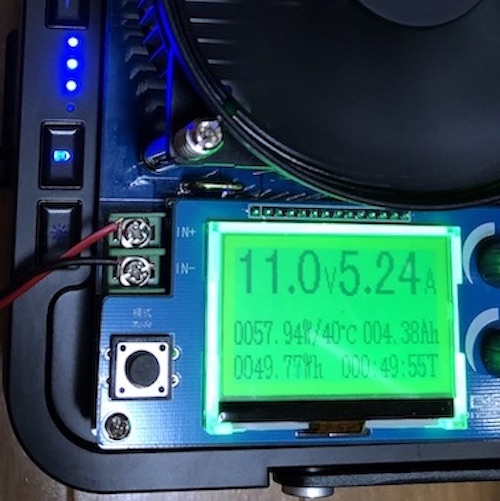 IN+
IN-
模式
Mode
11.0V5.24A
0057.94W/40℃ 004.38Ah
0049.77Wh 000:49:55T